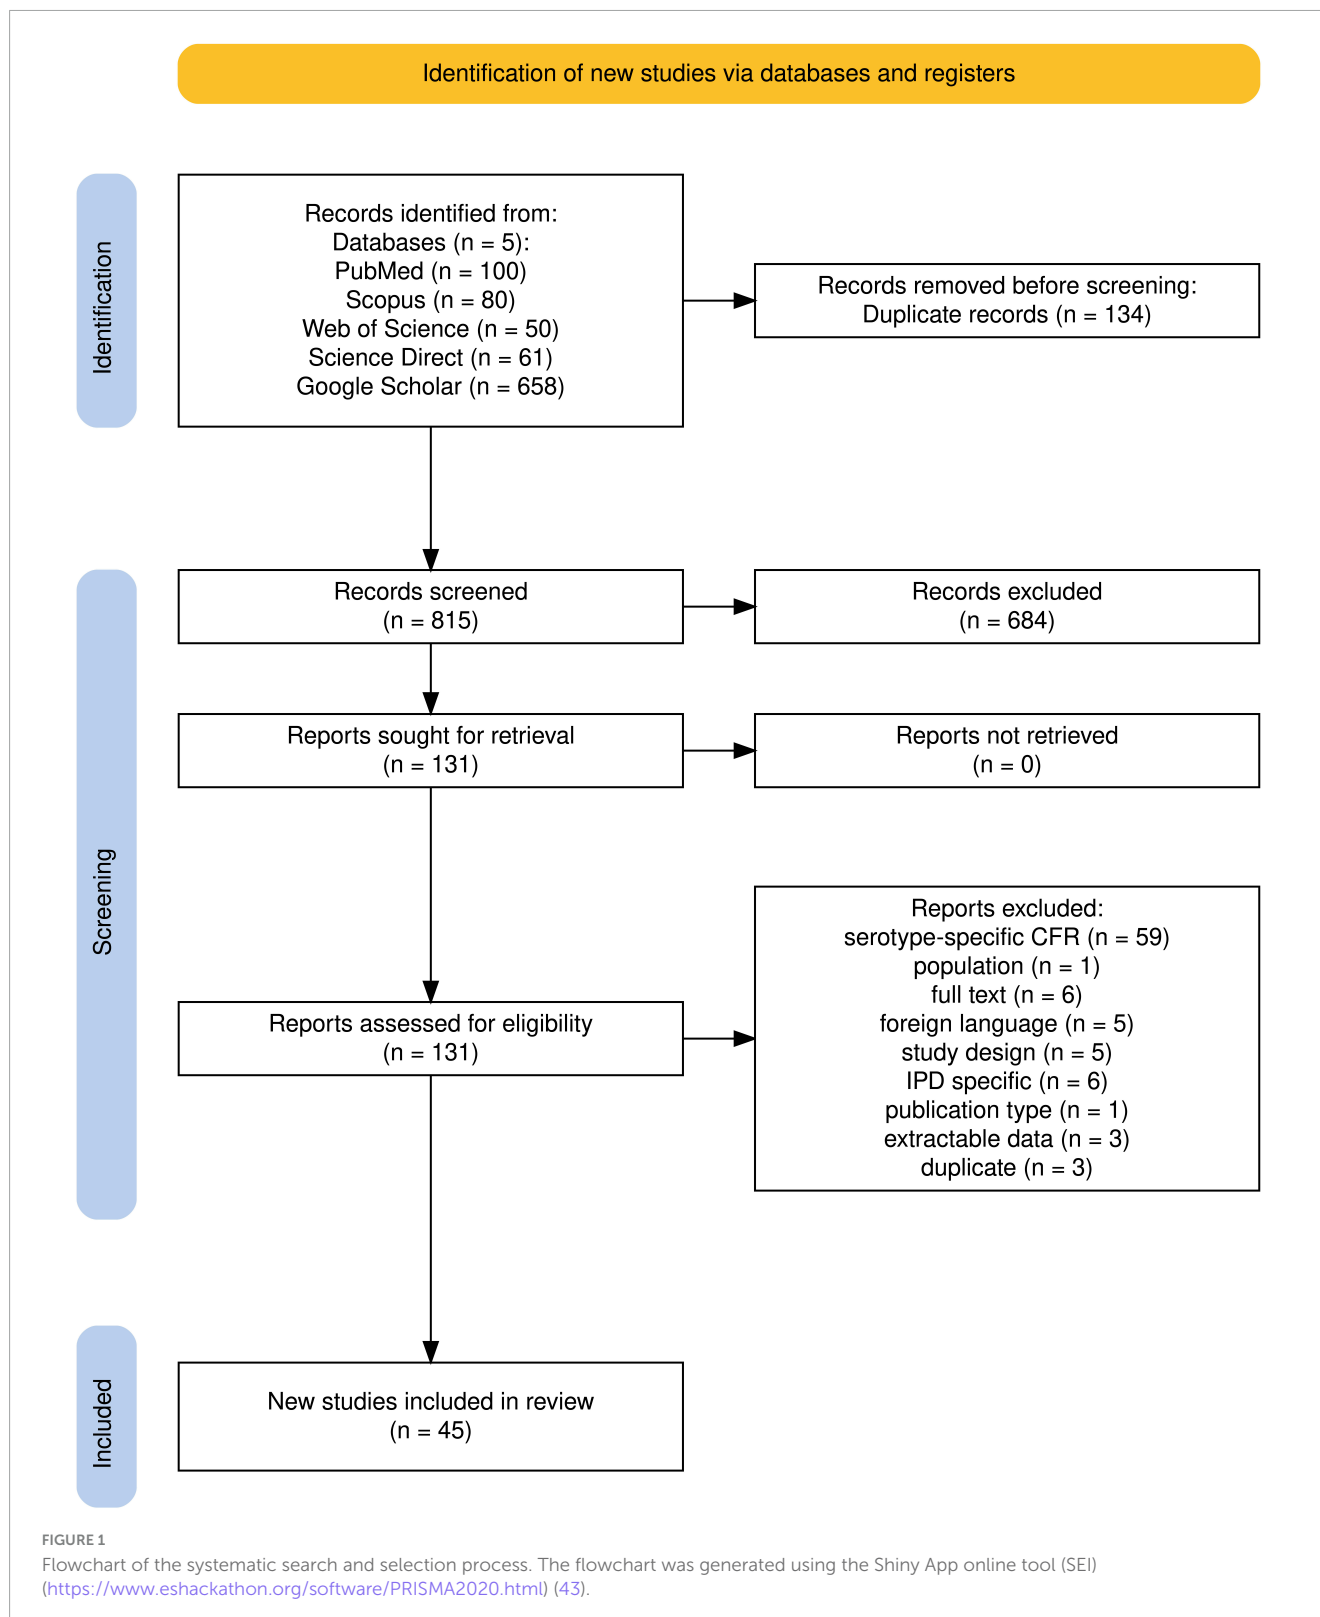 Identification of new studies via databases and registers
Identification
Records identified from:
Databases (n = 5):
PubMed (n = 100)
Scopus (n = 80)
Web of Science (n = 50)
Science Direct (n = 61)
Google Scholar (n = 658)
Records removed before screening:
Duplicate records (n = 134)
Screening
Records screened
(n = 815)
Records excluded
(n = 684)
Reports sought for retrieval
(n = 131)
Reports not retrieved
(n = 0)
Reports assessed for eligibility
(n = 131)
Reports excluded:
serotype-specific CFR (n = 59)
population (n = 1)
full text (n = 6)
foreign language (n = 5)
study design (n = 5)
IPD specific (n = 6)
publication type (n = 1)
extractable data (n = 3)
duplicate (n = 3)
Included
New studies included in review
(n = 45)
FIGURE 1
Flowchart of the systematic search and selection process. The flowchart was generated using the Shiny App online tool (SEI)
(https://www.eshackathon.org/software/PRISMA2020.html) (43).